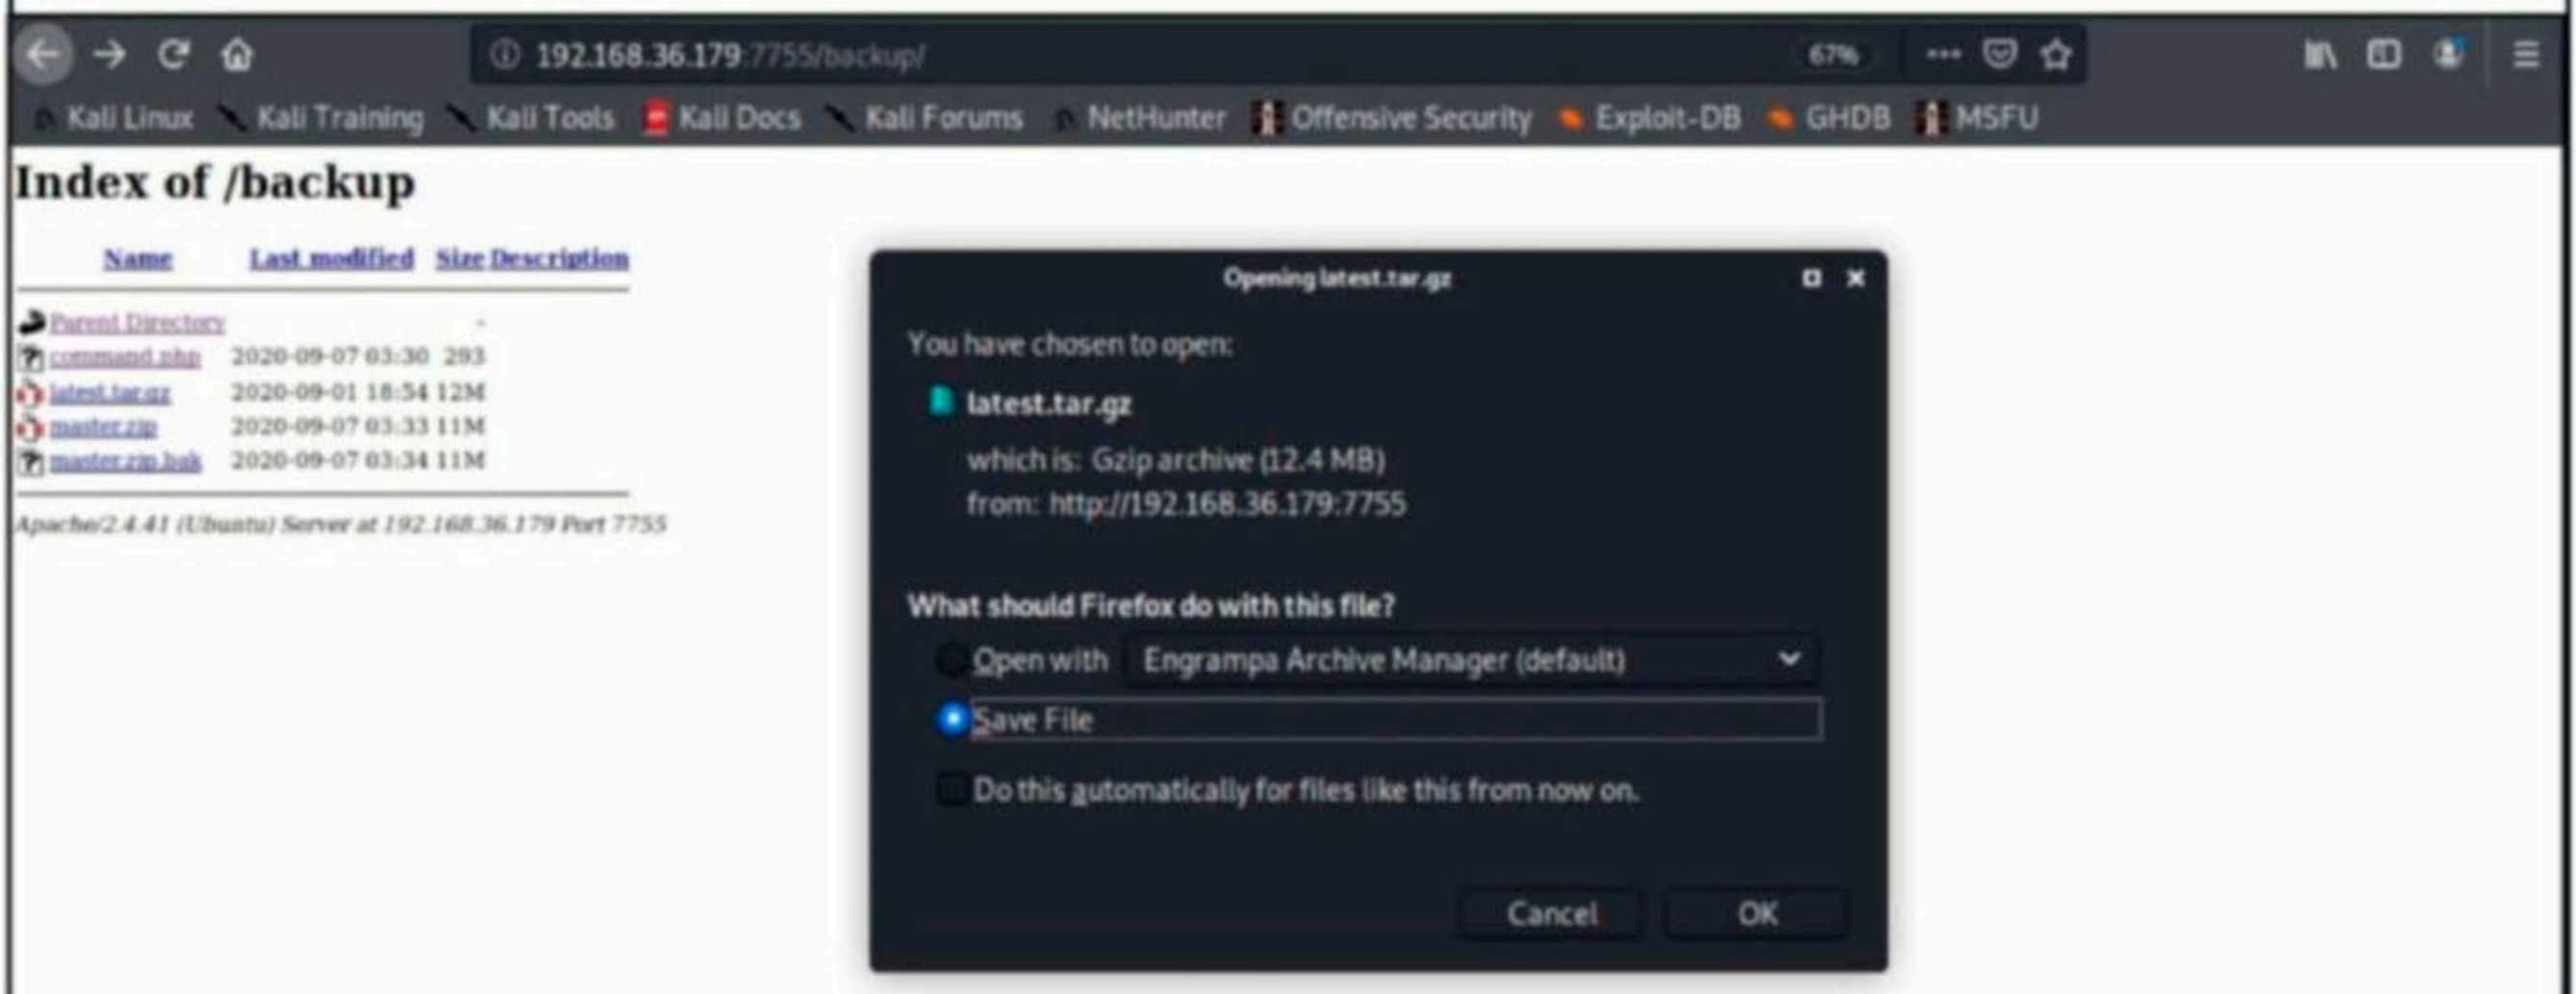 192.168.36.179:7755/backup/ 67%
Kali Linux Kali Training Kali Tools Kali Docs Kali Forums NetHunter Offensive Security Exploit-DB GHDB MSFU
Index of /backup
Name Last modified Size Description
Parent Directory -
command.php 2020-09-07 03:30 293
latest.tar.gz 2020-09-01 18:54 12M
master.zip 2020-09-07 03:33 11M
master.zip.bak 2020-09-07 03:34 11M
Apache/2.4.41 (Ubuntu) Server at 192.168.36.179 Port 7755
Opening latest.tar.gz
You have chosen to open:
latest.tar.gz
which is: Gzip archive (12.4 MB)
from: http://192.168.36.179:7755
What should Firefox do with this file?
Open with Engrampa Archive Manager (default)
Save File
Do this automatically for files like this from now on.
Cancel OK